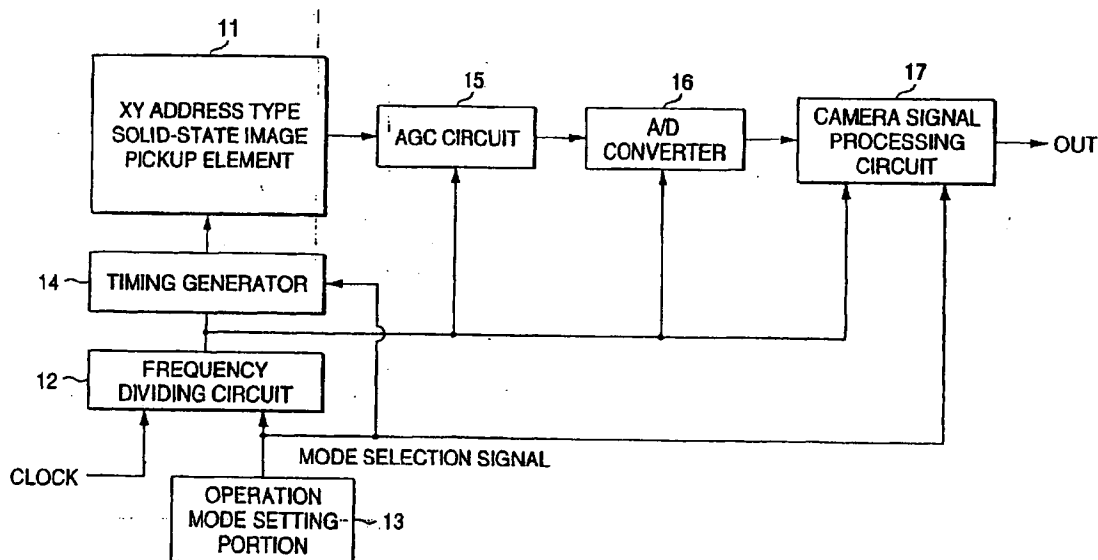 11
XY ADDRESS TYPE
SOLID-STATE IMAGE
PICKUP ELEMENT
15
AGC CIRCUIT
16
A/D
CONVERTER
17
CAMERA SIGNAL
PROCESSING
CIRCUIT
OUT
14
TIMING GENERATOR
12
FREQUENCY
DIVIDING CIRCUIT
MODE SELECTION SIGNAL
CLOCK
OPERATION
MODE SETTING
PORTION
13